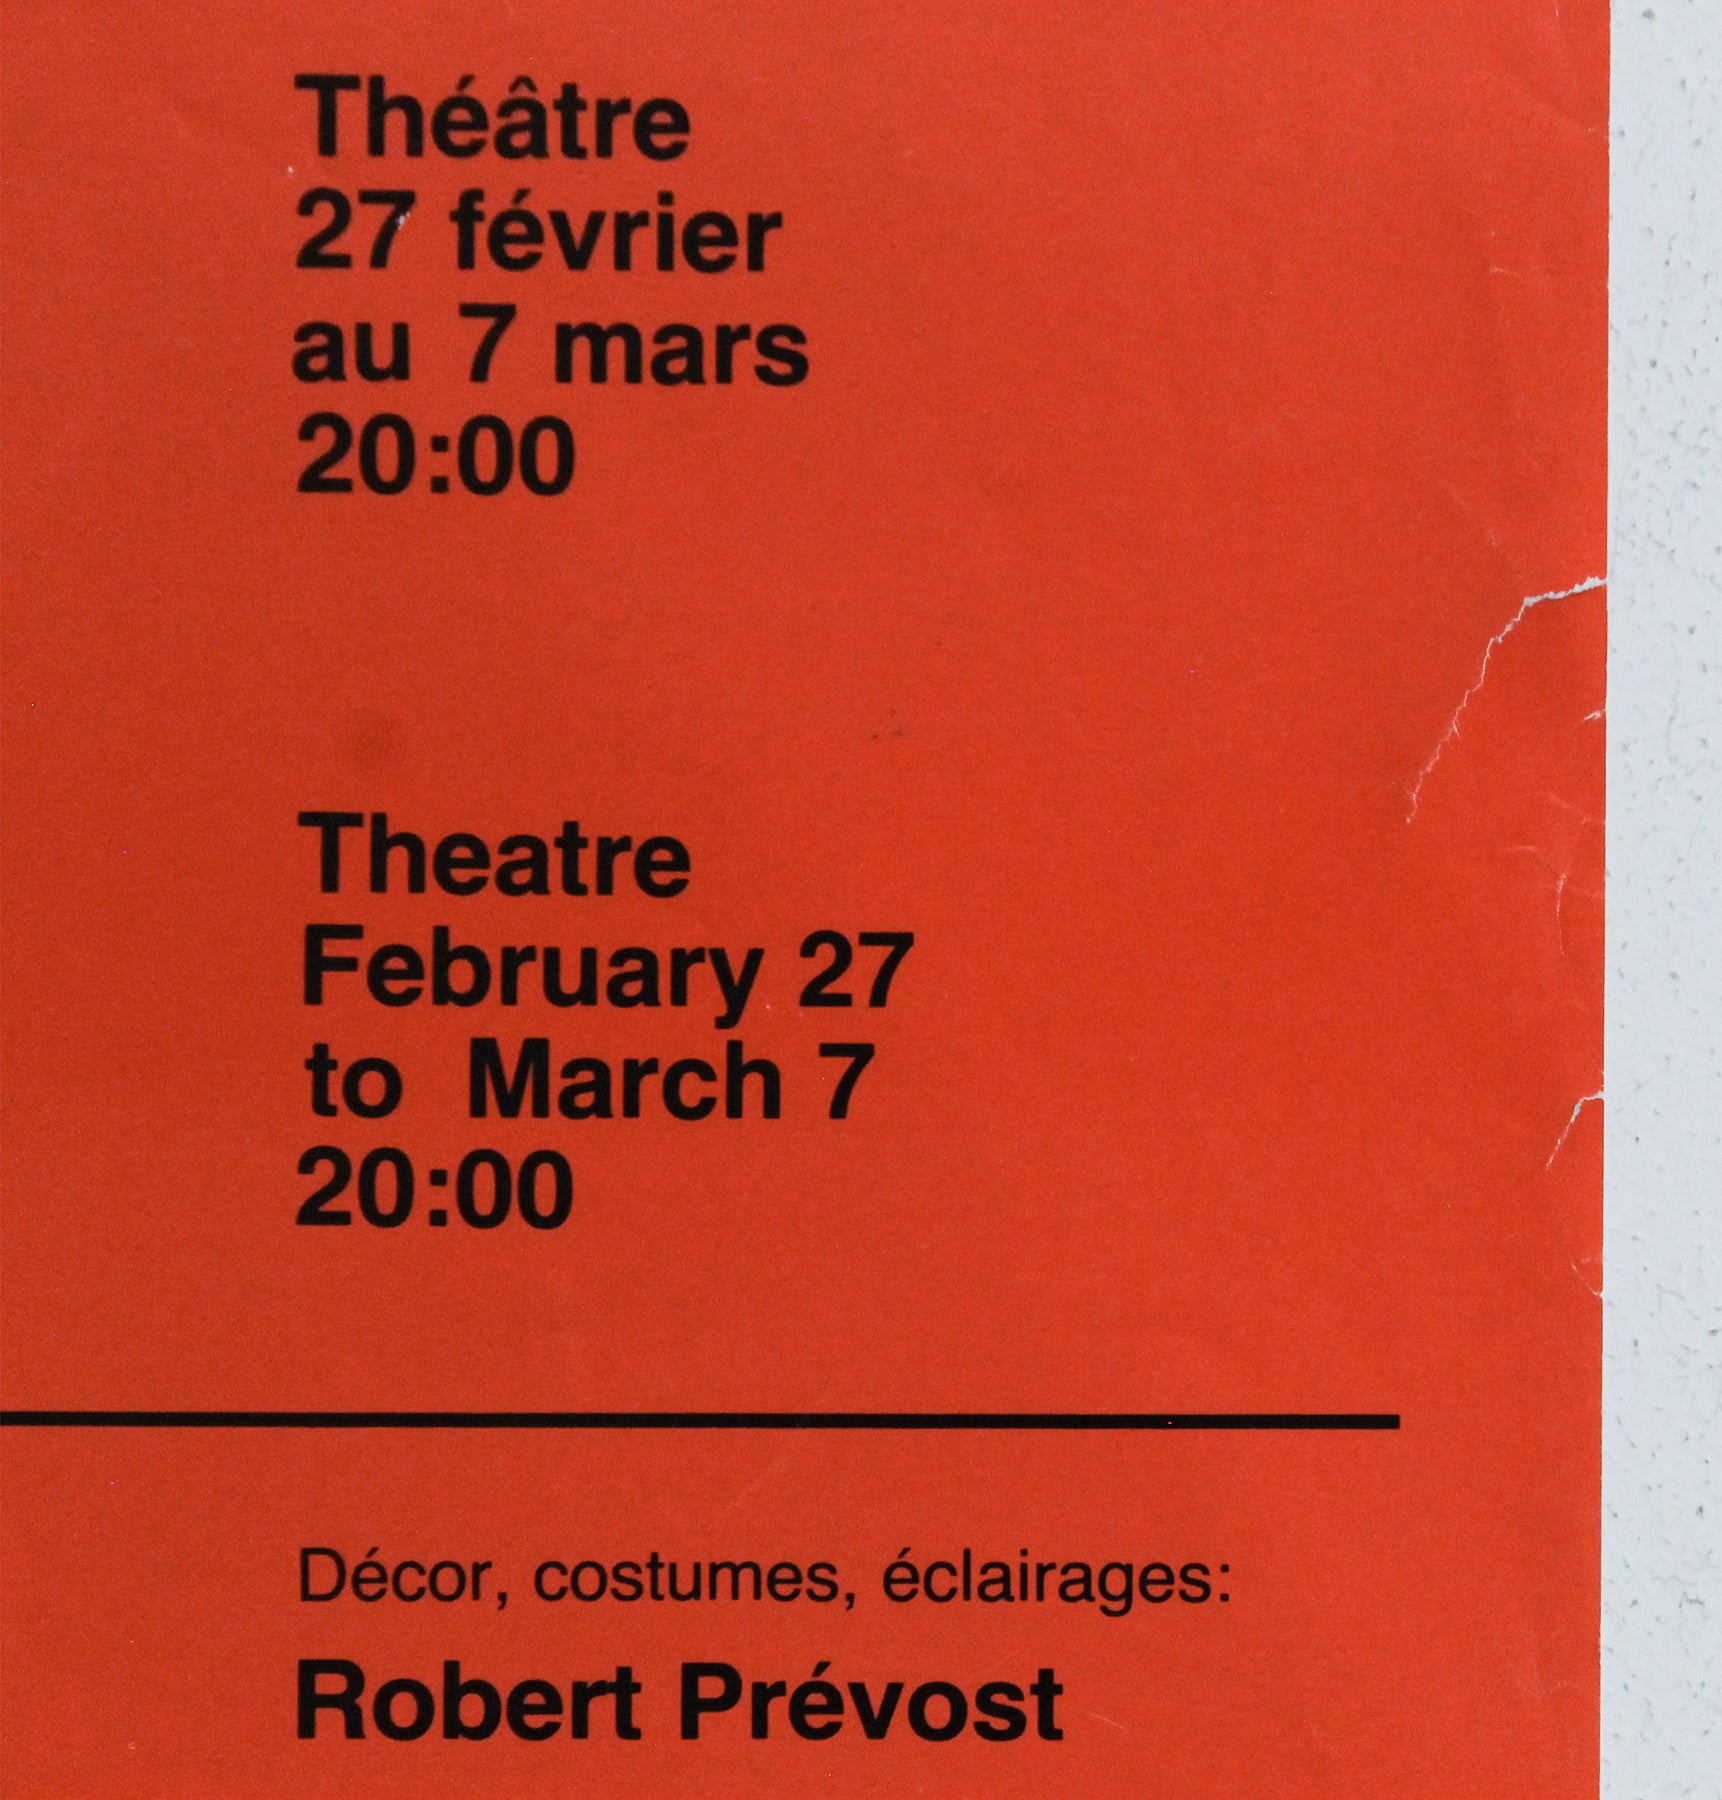 Théâtre
27 février
au 7 mars
20:00
Theatre
February 27
to March 7
20:00
Décor, costumes, éclairages:
Robert Prévost